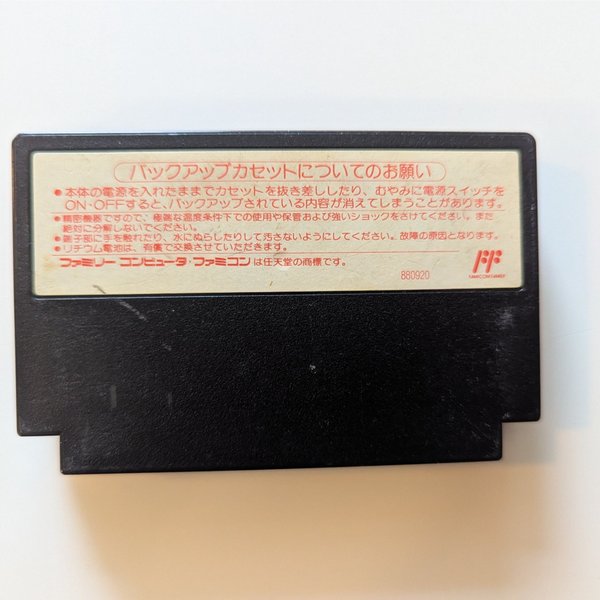 バックアップカセットについてのお願い
●本体の電源を入れたままでカセットを抜き差ししたり、むやみに電源スイッチを
ON・OFFすると、バックアップされている内容が消えてしまうことがあります。
●精密機器ですので、極端な温度条件下での使用や保管および強いショックをさけてください。また
絶対に分解しないでください。
●端子部に手を触れたり、水にぬらしたりして汚さないようにしてください。故障の原因となります。
●リチウム電池は、有償で交換させていただきます。
ファミリーコンピュータ・ファミコンは任天堂の商標です。
880920
FF
FAMICOM FAMILY